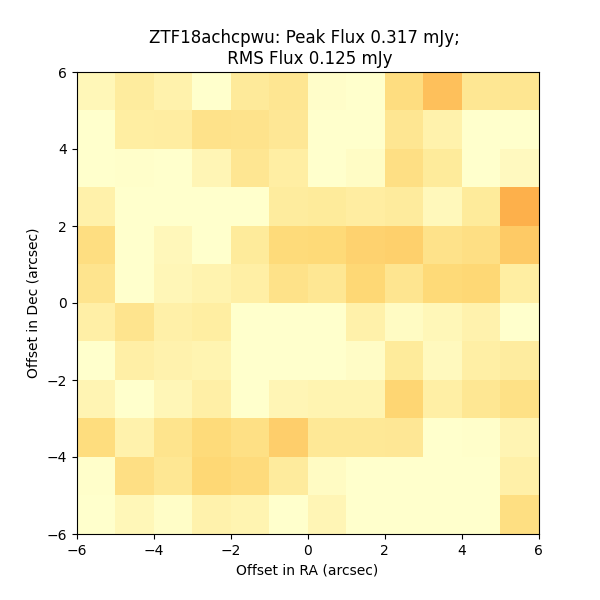 ZTF18achcpwu: Peak Flux 0.317 mJy;
RMS Flux 0.125 mJy
6
4
2
0
−2
−4
−6
Offset in Dec (arcsec)
−6 −4 −2 0 2 4 6
Offset in RA (arcsec)